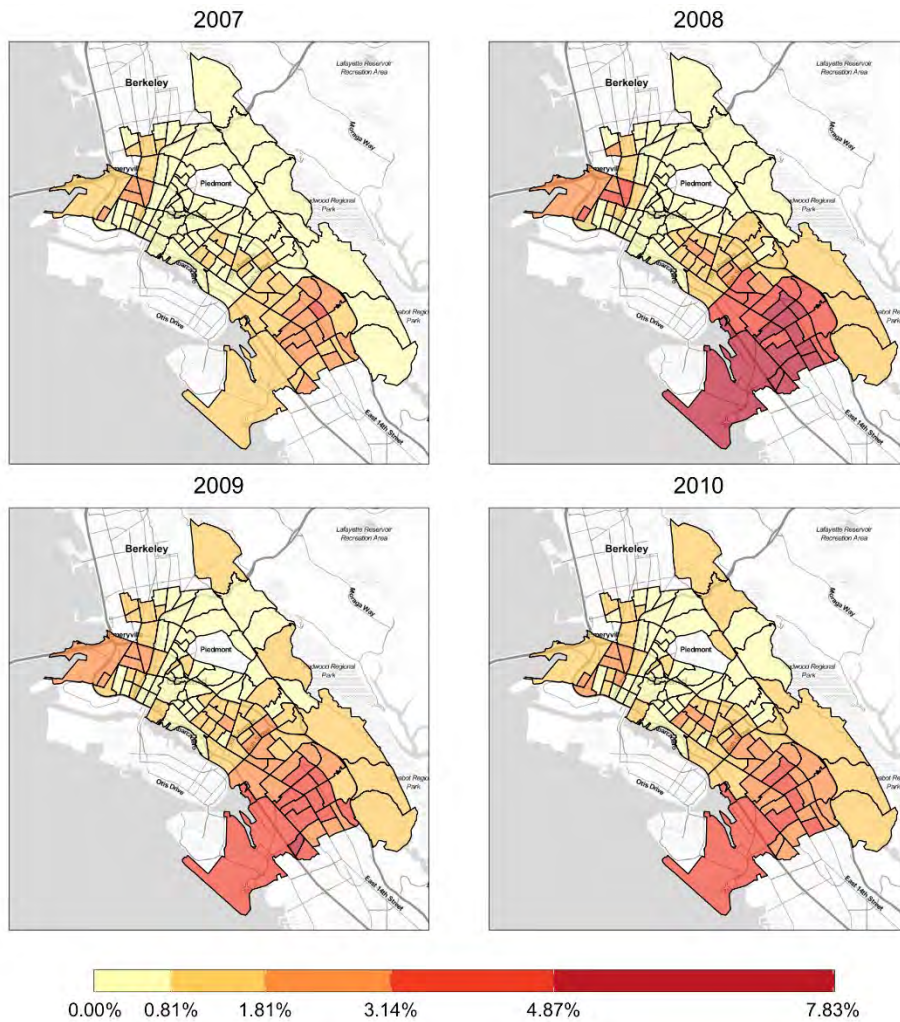 2007
2008
Berkeley
Lafayette Reservoir
Recreation Area
Moraga Way
Piedmont
Park
Otis Drive
East 14th Street
Berkeley
Lafayette Reservoir
Recreation Area
Moraga Way
Piedmont
Park
Otis Drive
East 14th Street
2009
2010
Berkeley
Lafayette Reservoir
Recreation Area
Moraga Way
Piedmont
Park
Otis Drive
East 14th Street
Berkeley
Lafayette Reservoir
Recreation Area
Moraga Way
Piedmont
Park
Otis Drive
East 14th Street
0.00% 0.81% 1.81% 3.14% 4.87% 7.83%